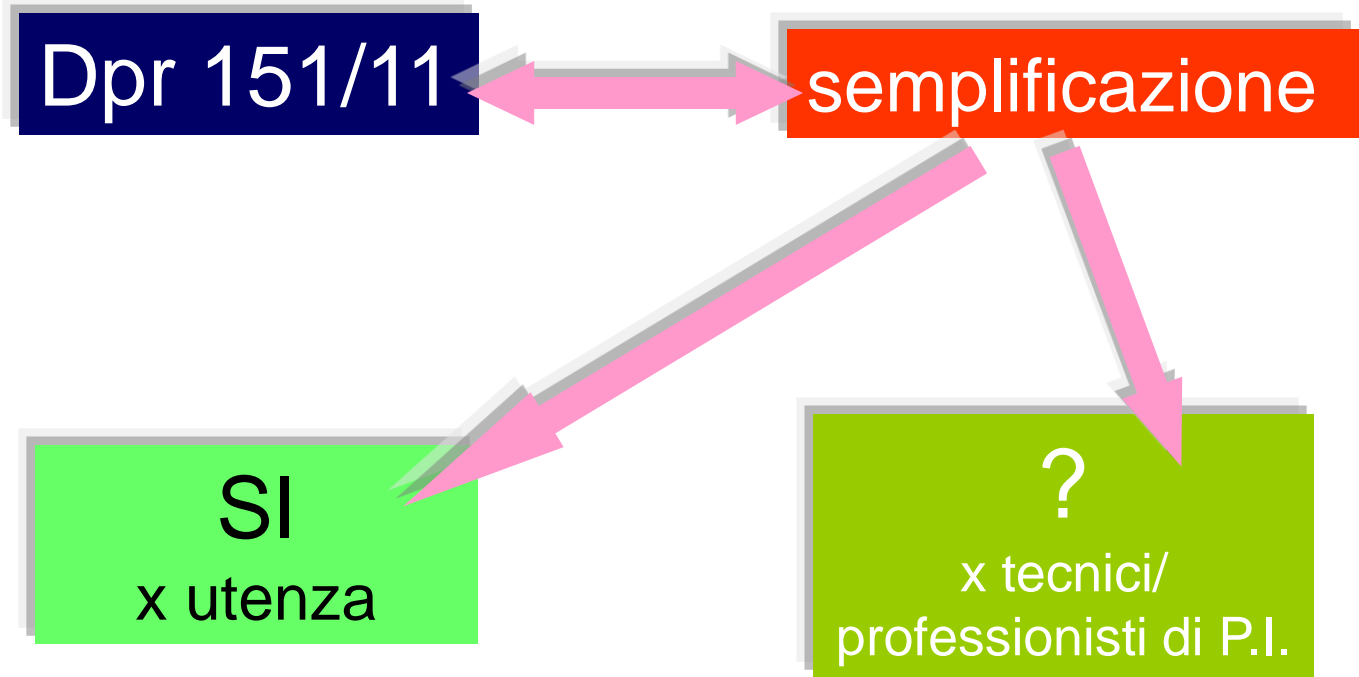 Dpr 151/11
semplificazione
SI
x utenza
?
x tecnici/
professionisti di P.I.